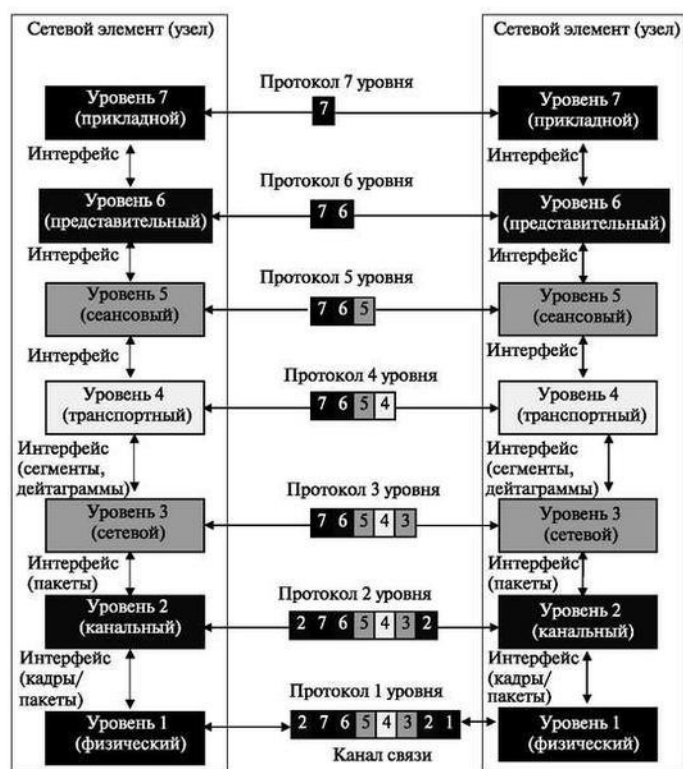 Сетевой элемент (узел)
Сетевой элемент (узел)
Протокол 7 уровня
Уровень 7
(прикладной)
7
Уровень 7
(прикладной)
Интерфейс
Интерфейс
Протокол 6 уровня
Уровень 6
(представительный)
7 6
Уровень 6
(представительный)
Интерфейс
Интерфейс
Протокол 5 уровня
Уровень 5
(сеансовый)
7 6 5
Уровень 5
(сеансовый)
Интерфейс
Интерфейс
Протокол 4 уровня
Уровень 4
(транспортный)
7 6 5 4
Уровень 4
(транспортный)
Интерфейс
(сегменты,
дейтаграммы)
Интерфейс
(сегменты,
дейтаграммы)
Протокол 3 уровня
Уровень 3
(сетевой)
7 6 5 4 3
Уровень 3
(сетевой)
Интерфейс
(пакеты)
Интерфейс
(пакеты)
Протокол 2 уровня
Уровень 2
(канальный)
2 7 6 5 4 3 2
Уровень 2
(канальный)
Интерфейс
(кадры/
пакеты)
Интерфейс
(кадры/
пакеты)
Протокол 1 уровня
Уровень 1
(физический)
2 7 6 5 4 3 2 1
Уровень 1
(физический)
Канал связи